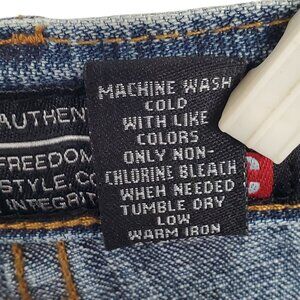 MACHINE WASH
COLD
WITH LIKE
COLORS
ONLY NON-
CHLORINE BLEACH
WHEN NEEDED
TUMBLE DRY
LOW
WARM IRON
AUTHEN
FREEDOM
STYLE.CO
INTEGRIT